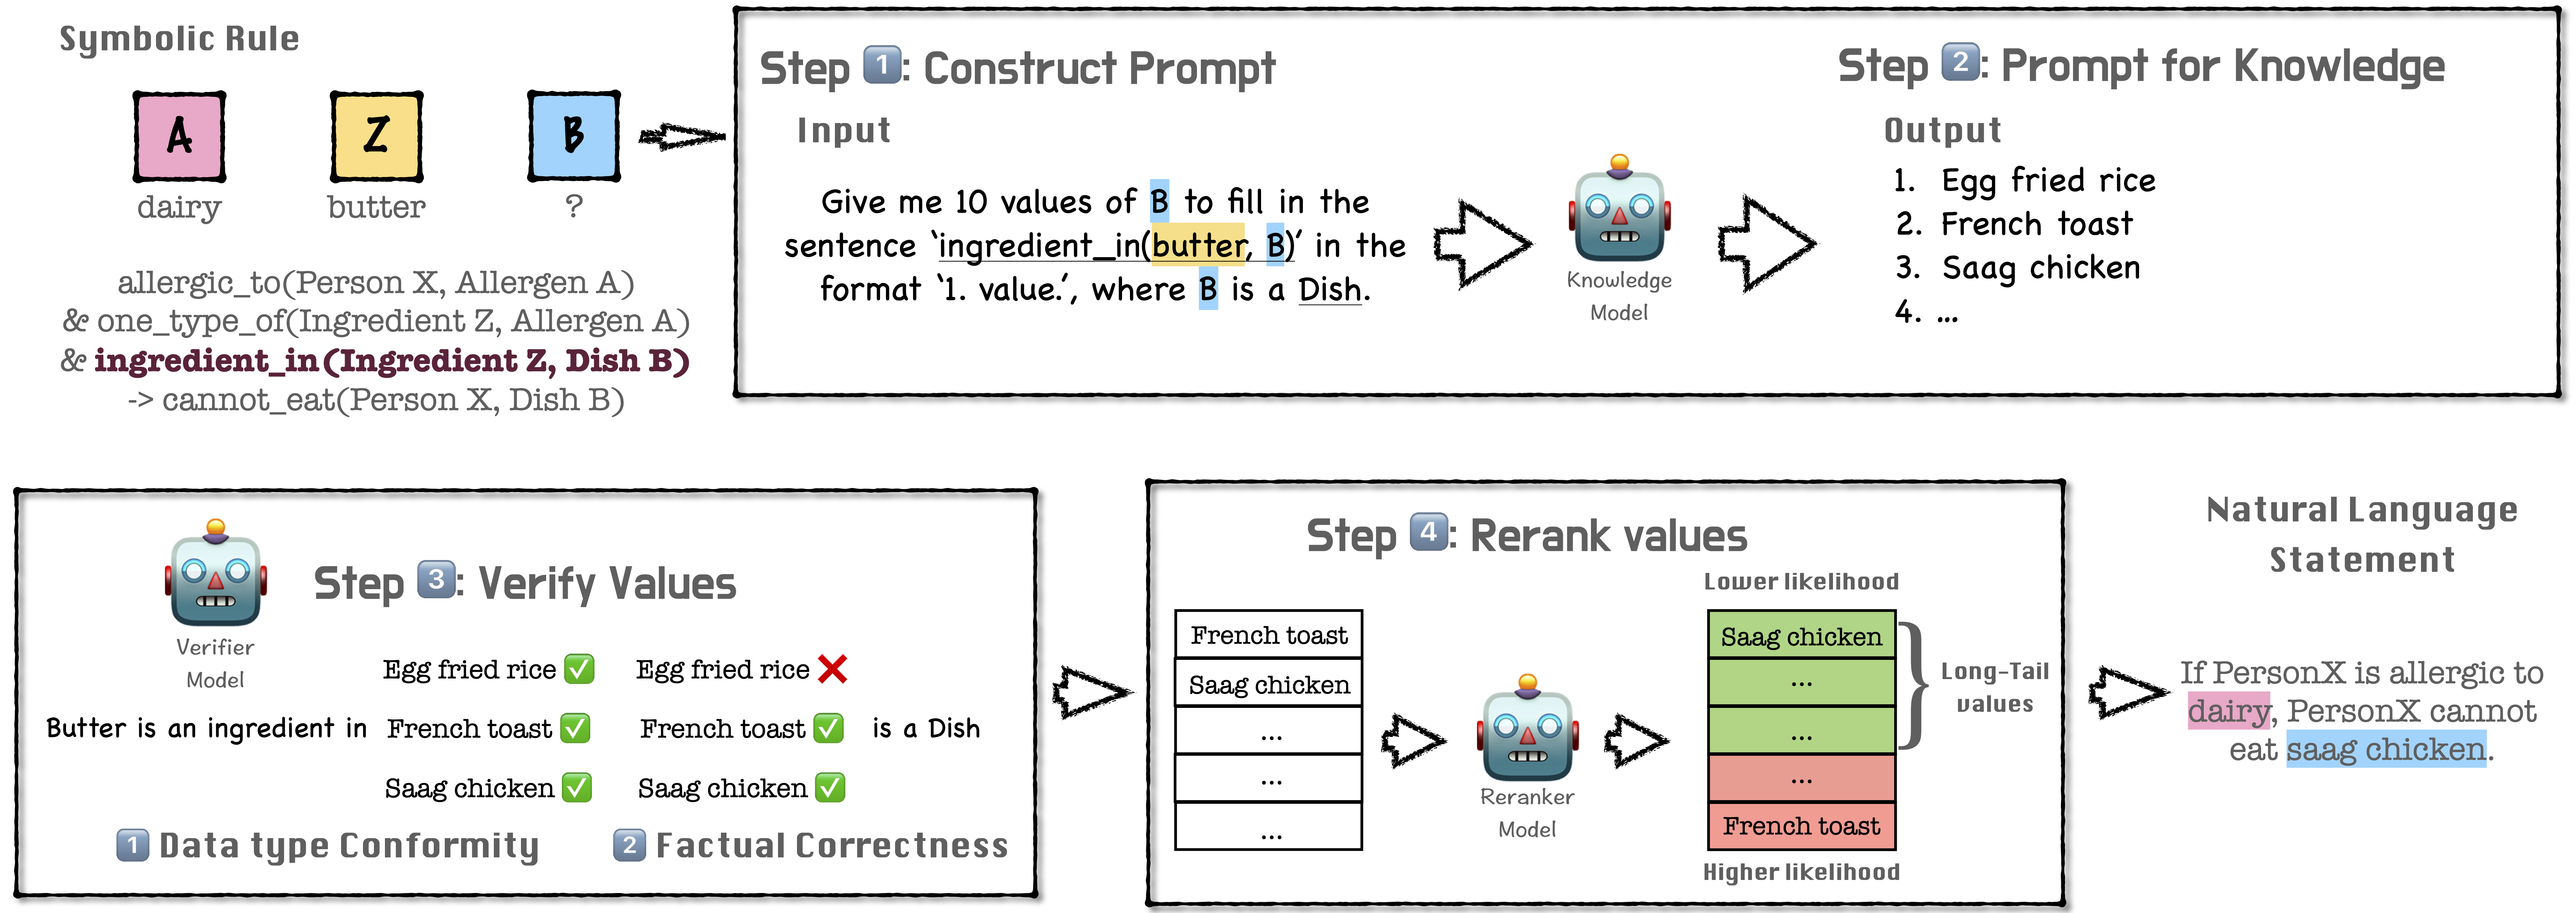 Symbolic Rule
A
Z
B
dairy
butter
?
allergic_to(Person X, Allergen A)
& one_type_of(Ingredient Z, Allergen A)
& ingredient_in(Ingredient Z, Dish B)
-> cannot_eat(Person X, Dish B)
Step 1: Construct Prompt
Input
Give me 10 values of B to fill in the
sentence ‘ingredient_in(butter, B)’ in the
format ‘1. value.’, where B is a Dish.
Knowledge
Model
Step 2: Prompt for Knowledge
Output
1. Egg fried rice
2. French toast
3. Saag chicken
4. ...
Verifier
Model
Step 3: Verify Values
Egg fried rice ✅ Egg fried rice ❌
Butter is an ingredient in French toast ✅ French toast ✅ is a Dish
Saag chicken ✅ Saag chicken ✅
1 Data type Conformity
2 Factual Correctness
Step 4: Rerank values
French toast
Saag chicken
...
...
...
Reranker
Model
Lower likelihood
Saag chicken
...
...
...
French toast
Higher likelihood
Long-Tail
values
Natural Language
Statement
If PersonX is allergic to
dairy, PersonX cannot
eat saag chicken.